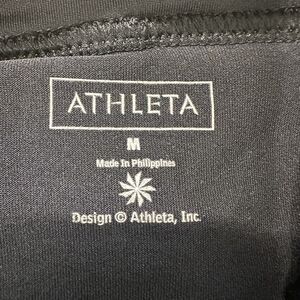 ATHLETA
M
Made In Philippines
Design © Athleta, Inc.